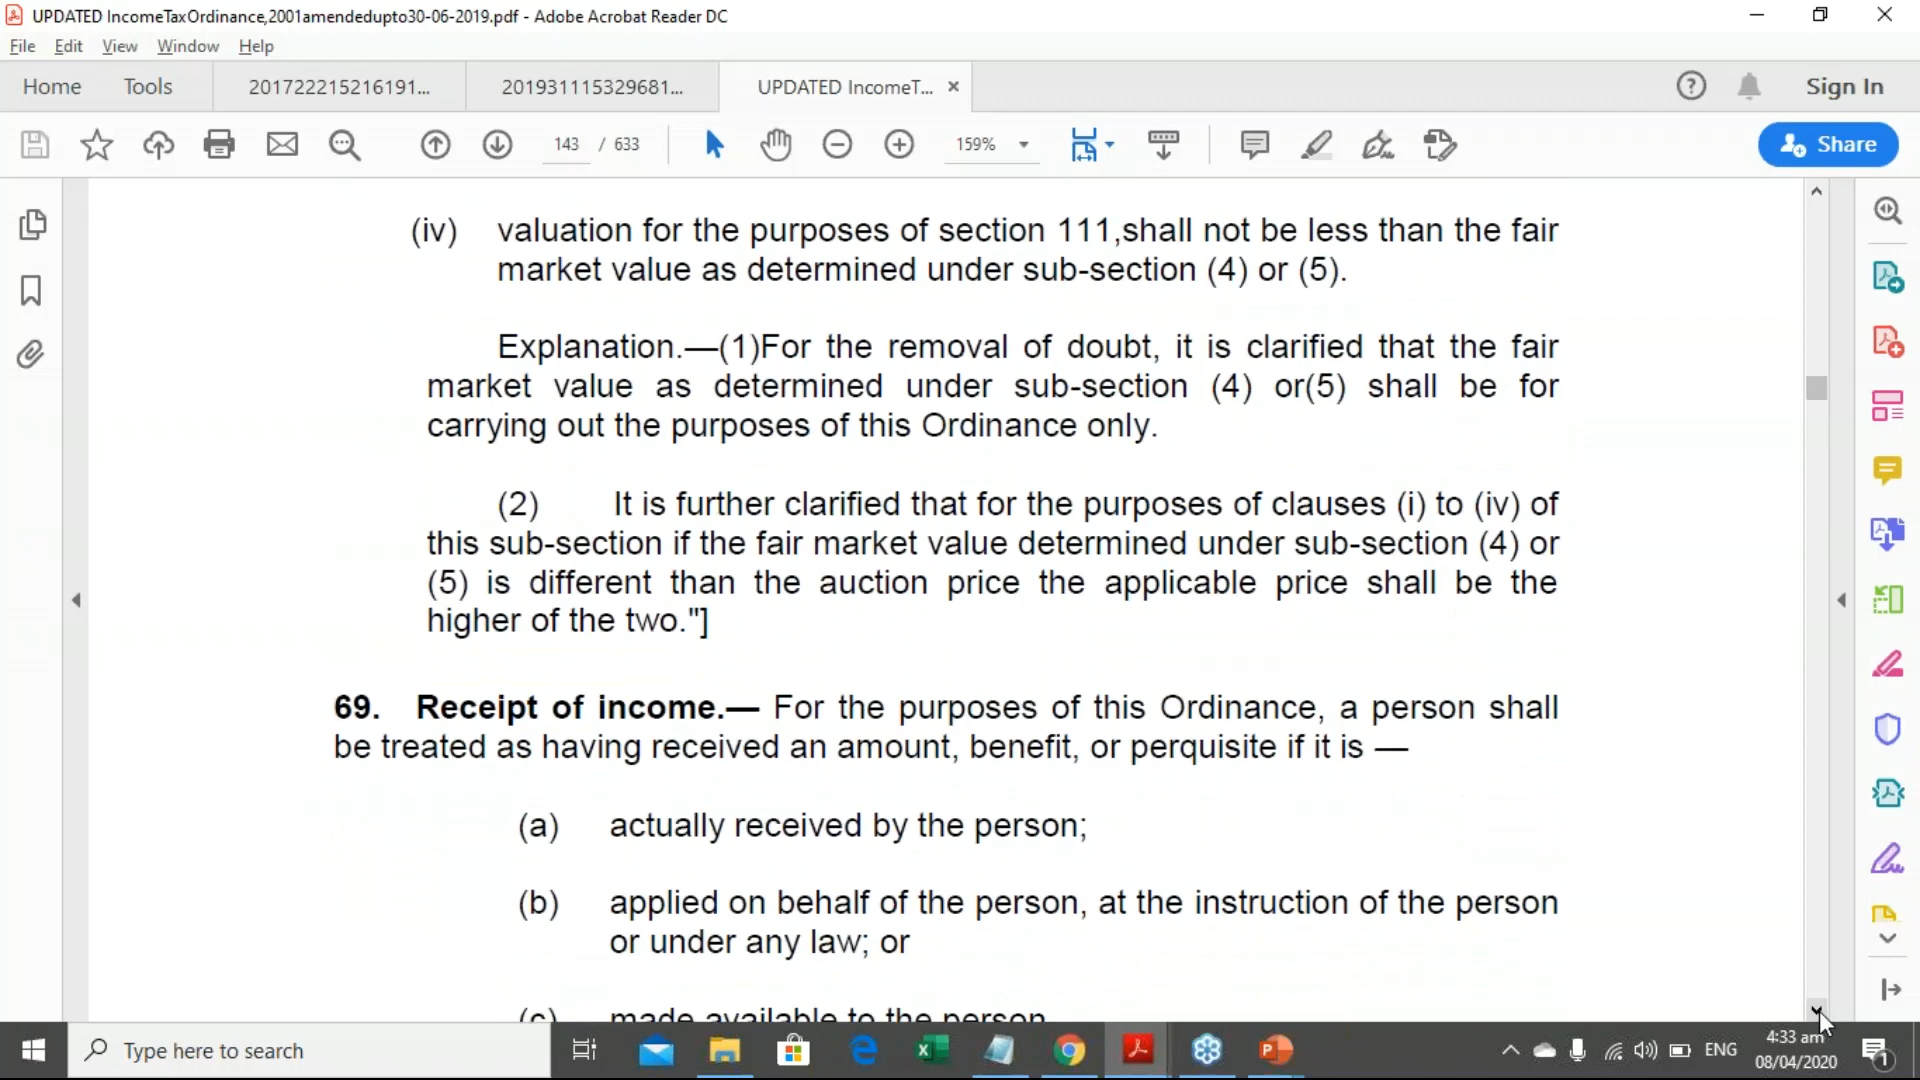 UPDATED IncomeTaxOrdinance,2001amendedupto30-06-2019.pdf - Adobe Acrobat Reader DC
File Edit View Window Help
Home Tools 201722215216191... 201931115329681... UPDATED IncomeT... × Sign In
143 / 633 159% Share
(iv) valuation for the purposes of section 111,shall not be less than the fair
market value as determined under sub-section (4) or (5).
Explanation.—(1)For the removal of doubt, it is clarified that the fair
market value as determined under sub-section (4) or(5) shall be for
carrying out the purposes of this Ordinance only.
(2) It is further clarified that for the purposes of clauses (i) to (iv) of
this sub-section if the fair market value determined under sub-section (4) or
(5) is different than the auction price the applicable price shall be the
higher of the two."]
69. Receipt of income.— For the purposes of this Ordinance, a person shall
be treated as having received an amount, benefit, or perquisite if it is —
(a) actually received by the person;
(b) applied on behalf of the person, at the instruction of the person
or under any law; or
(c) made available to the person
Type here to search ENG 4:33 am
08/04/2020 1